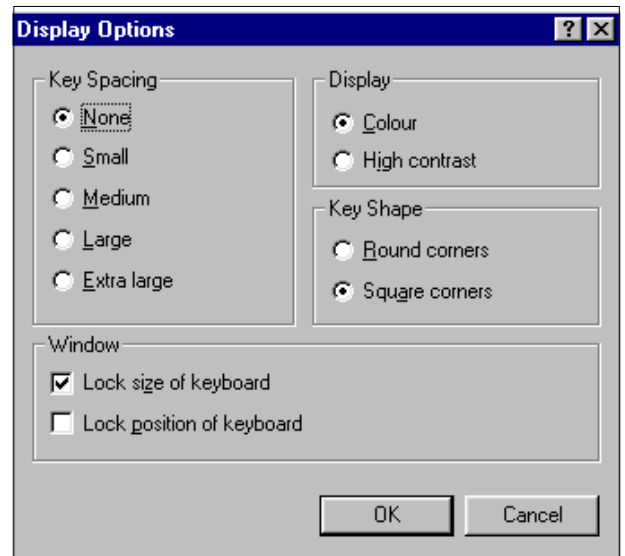 Display Options
Key Spacing
None
Small
Medium
Large
Extra large
Display
Colour
High contrast
Key Shape
Round corners
Square corners
Window
Lock size of keyboard
Lock position of keyboard
OK
Cancel